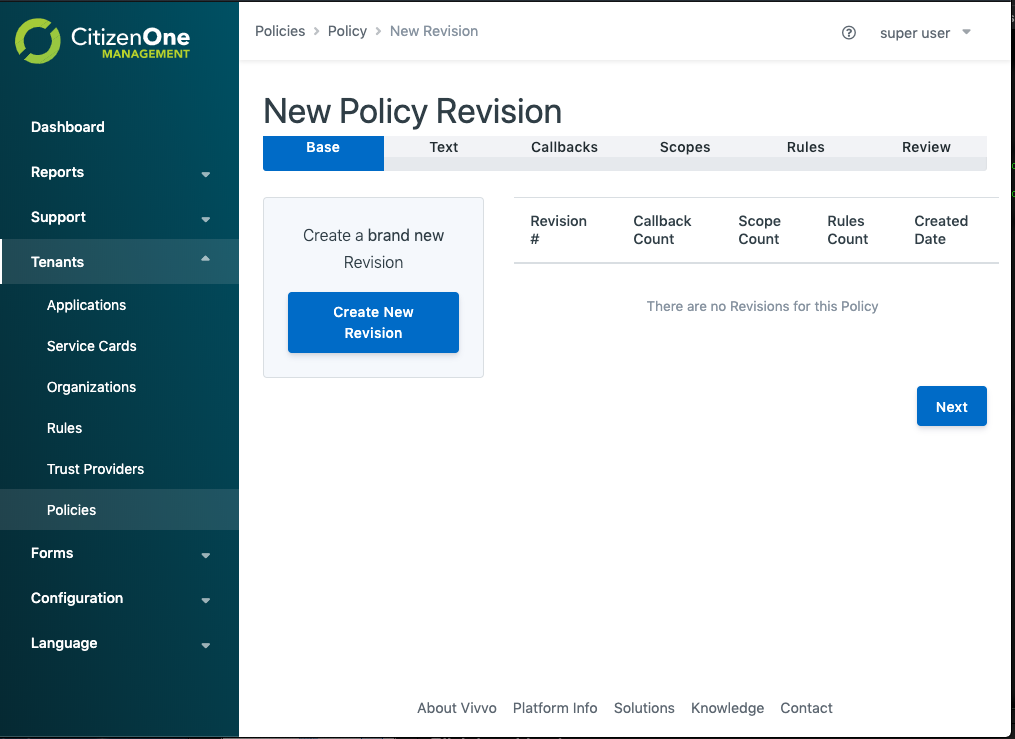 CitizenOne
MANAGEMENT
Policies > Policy > New Revision
super user
Dashboard
Reports
Support
Tenants
Applications
Service Cards
Organizations
Rules
Trust Providers
Policies
Forms
Configuration
Language
New Policy Revision
Base Text Callbacks Scopes Rules Review
Create a brand new
Revision
Create New
Revision
Revision Callback Scope Rules Created
# Count Count Count Date
There are no Revisions for this Policy
Next
About Vivvo Platform Info Solutions Knowledge Contact